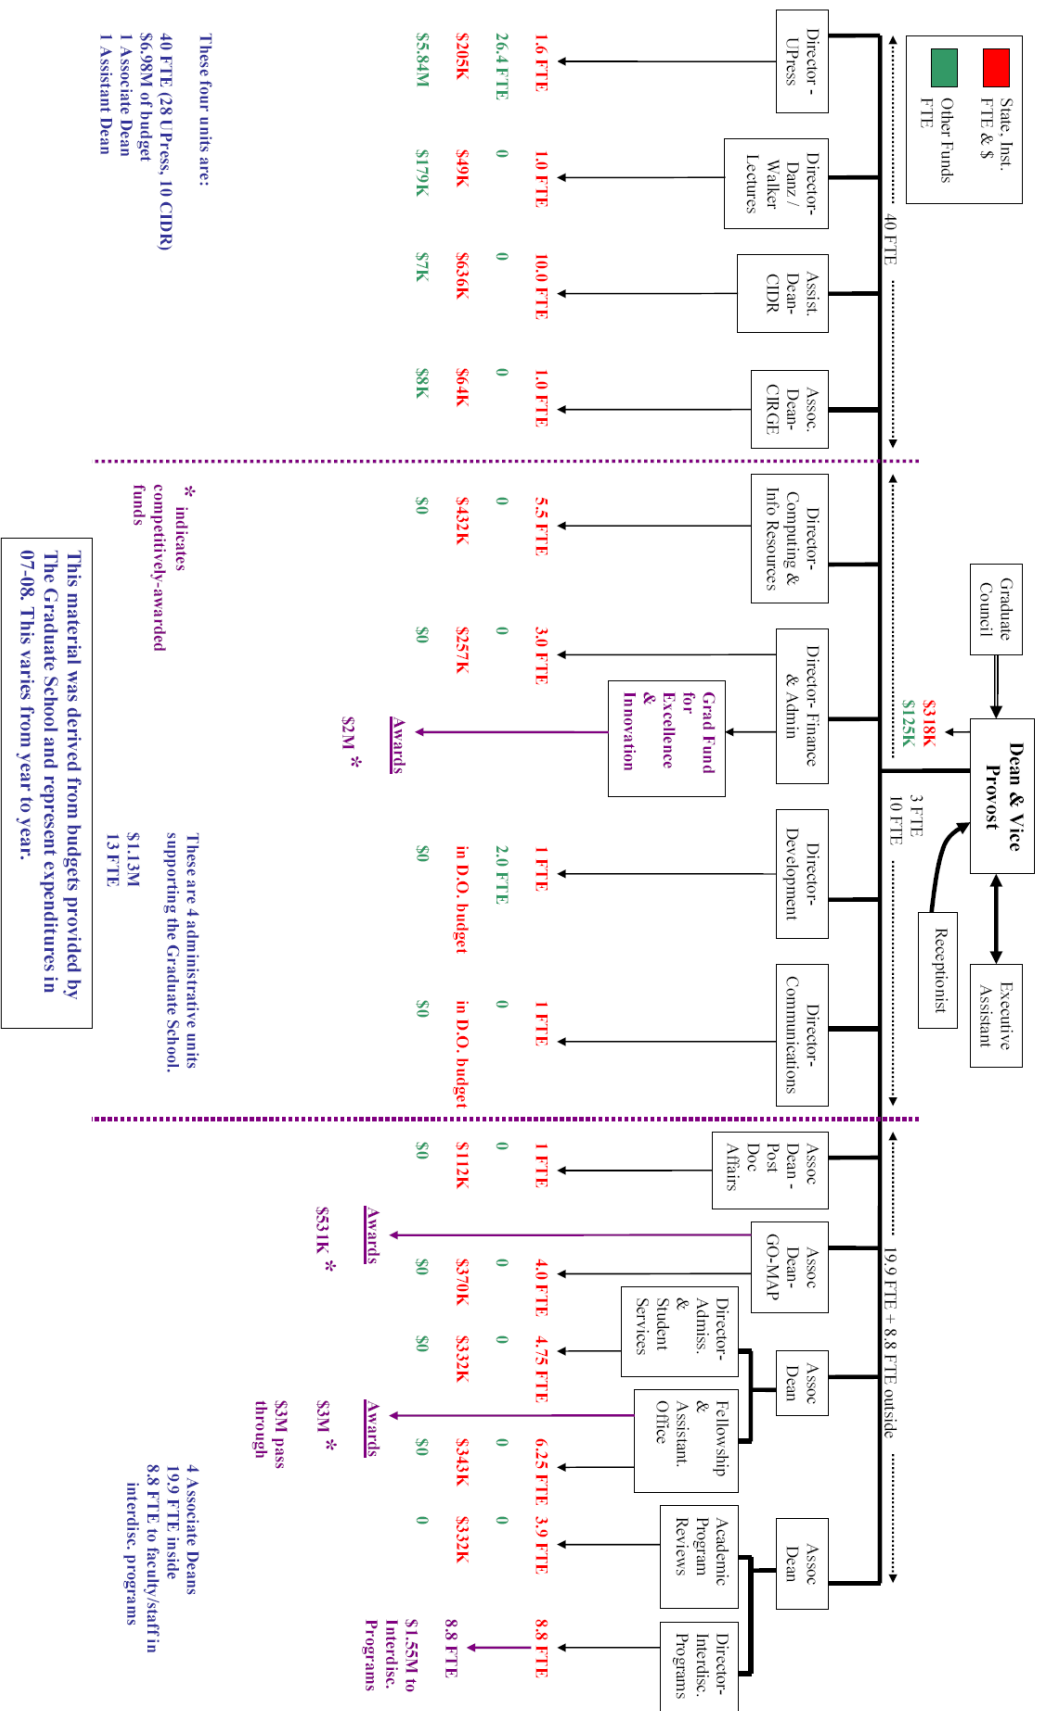 State, Inst.
FTE & $
Other Funds
FTE
Graduate
Council
Dean & Vice
Provost
Executive
Assistant
Receptionist
$318K
$125K
3 FTE
10 FTE
40 FTE
19.9 FTE + 8.8 FTE outside
Director -
UPress
1.6 FTE
26.4 FTE
$205K
$5.84M
Director-
Danz /
Walker
Lectures
1.0 FTE
0
$49K
$179K
Assist.
Dean-
CIDR
10.0 FTE
0
$636K
$7K
Assoc.
Dean-
CIRGE
1.0 FTE
0
$64K
$8K
Director-
Computing &
Info Resources
5.5 FTE
0
$432K
$0
Director- Finance
& Admin
3.0 FTE
0
$257K
$0
Grad Fund
for
Excellence
&
Innovation
Awards
$2M *
Director-
Development
1 FTE
2.0 FTE
in D.O. budget
$0
Director-
Communications
1 FTE
0
in D.O. budget
$0
Assoc
Dean -
Post
Doc
Affairs
1 FTE
0
$112K
$0
Assoc
Dean-
GO-MAP
Awards
$531K *
4.0 FTE
0
$370K
$0
Assoc
Dean
Director-
Admiss.
&
Student
Services
4.75 FTE
0
$332K
$0
Fellowship
&
Assistant.
Office
Awards
$3M *
$3M pass
through
6.25 FTE
0
$343K
$0
Assoc
Dean
Academic
Program
Reviews
3.9 FTE
0
$332K
0
Director-
Interdisc.
Programs
8.8 FTE
8.8 FTE
$1.55M to
Interdisc.
Programs
These four units are:
40 FTE (28 UPress, 10 CIDR)
$6.98M of budget
1 Associate Dean
1 Assistant Dean
* indicates
competitively-awarded
funds
These are 4 administrative units
supporting the Graduate School.
$1.13M
13 FTE
4 Associate Deans
19.9 FTE inside
8.8 FTE to faculty/staff in
interdisc. programs
This material was derived from budgets provided by
The Graduate School and represent expenditures in
07-08. This varies from year to year.